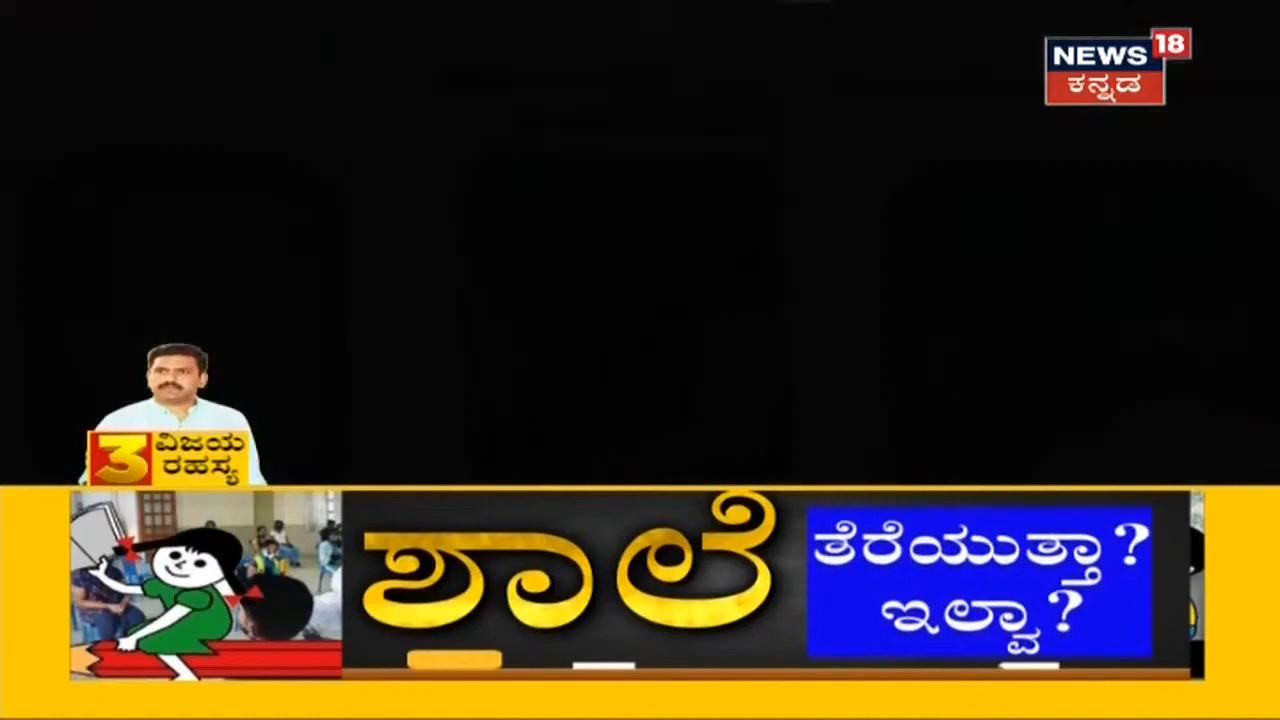 NEWS 18
ಕನ್ನಡ
3 ವಿಜಯ
ರಹಸ್ಯ
ಶಾಲೆ
ತೆರೆಯುತ್ತಾ?
ಇಲ್ವಾ?